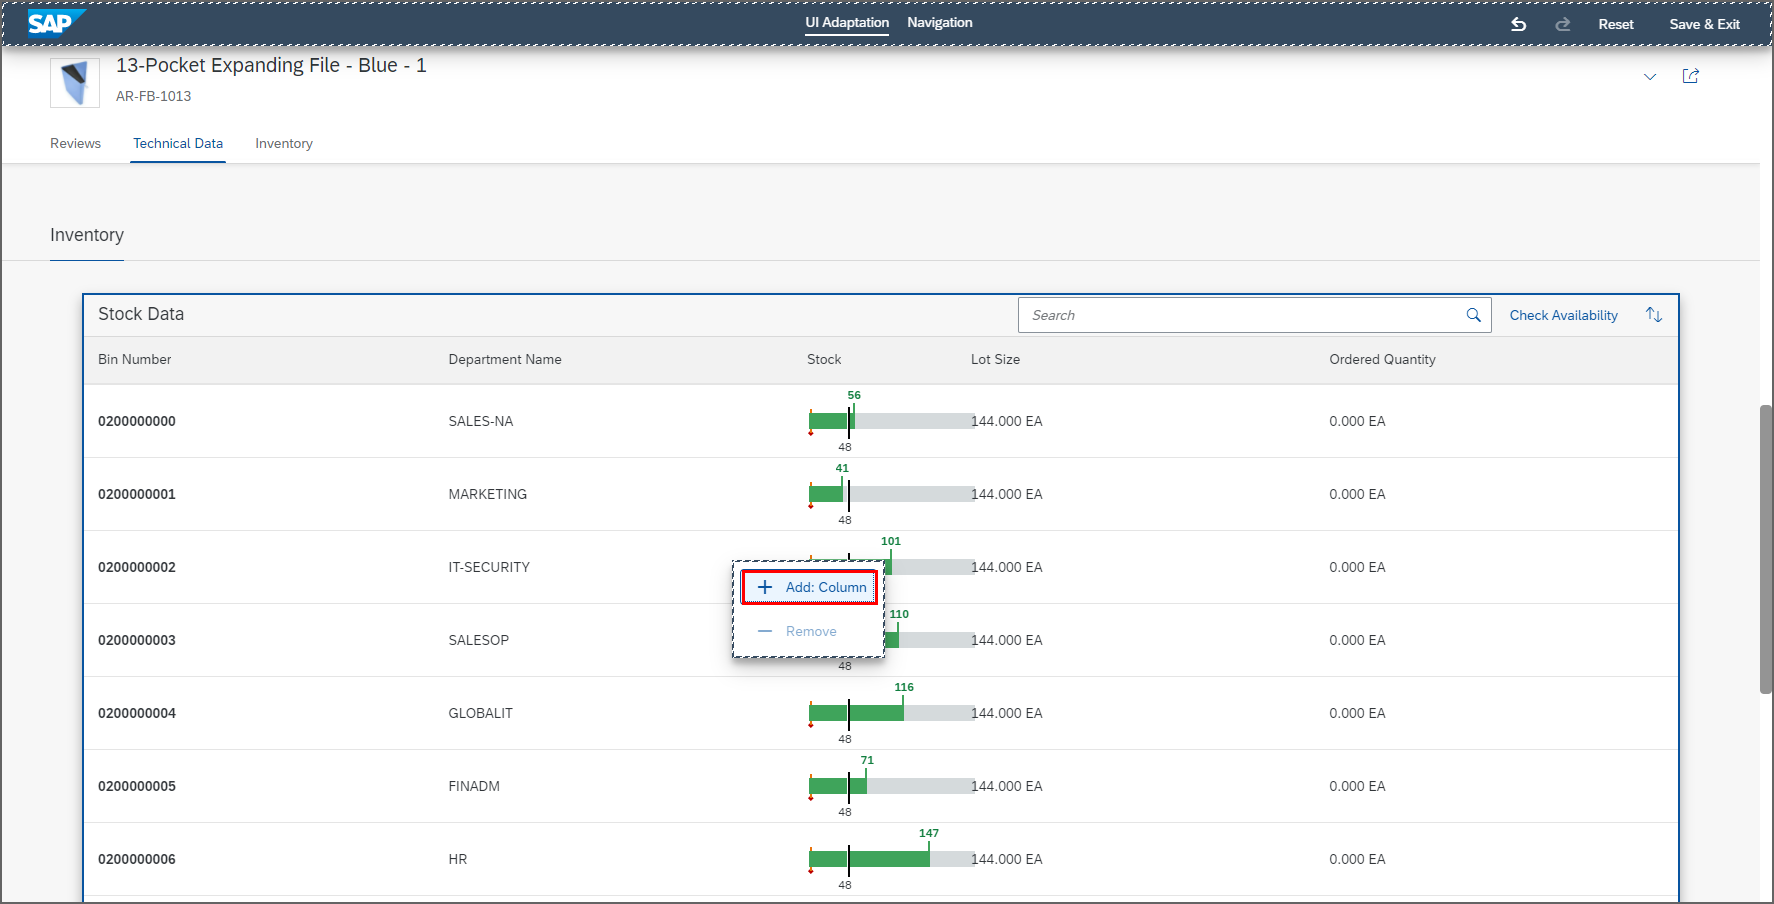 SAP
UI Adaptation Navigation
Reset Save & Exit
13-Pocket Expanding File - Blue - 1
AR-FB-1013
Reviews Technical Data Inventory
Inventory
Stock Data Search Check Availability
Bin Number Department Name Stock Lot Size Ordered Quantity
56
0200000000 SALES-NA 144.000 EA 0.000 EA
48
41
0200000001 MARKETING 144.000 EA 0.000 EA
48
101
0200000002 IT-SECURITY 144.000 EA 0.000 EA
Add: Column
110
Remove
0200000003 SALESOP 144.000 EA 0.000 EA
48
116
0200000004 GLOBALIT 144.000 EA 0.000 EA
48
71
0200000005 FINADM 144.000 EA 0.000 EA
48
147
0200000006 HR 144.000 EA 0.000 EA
48